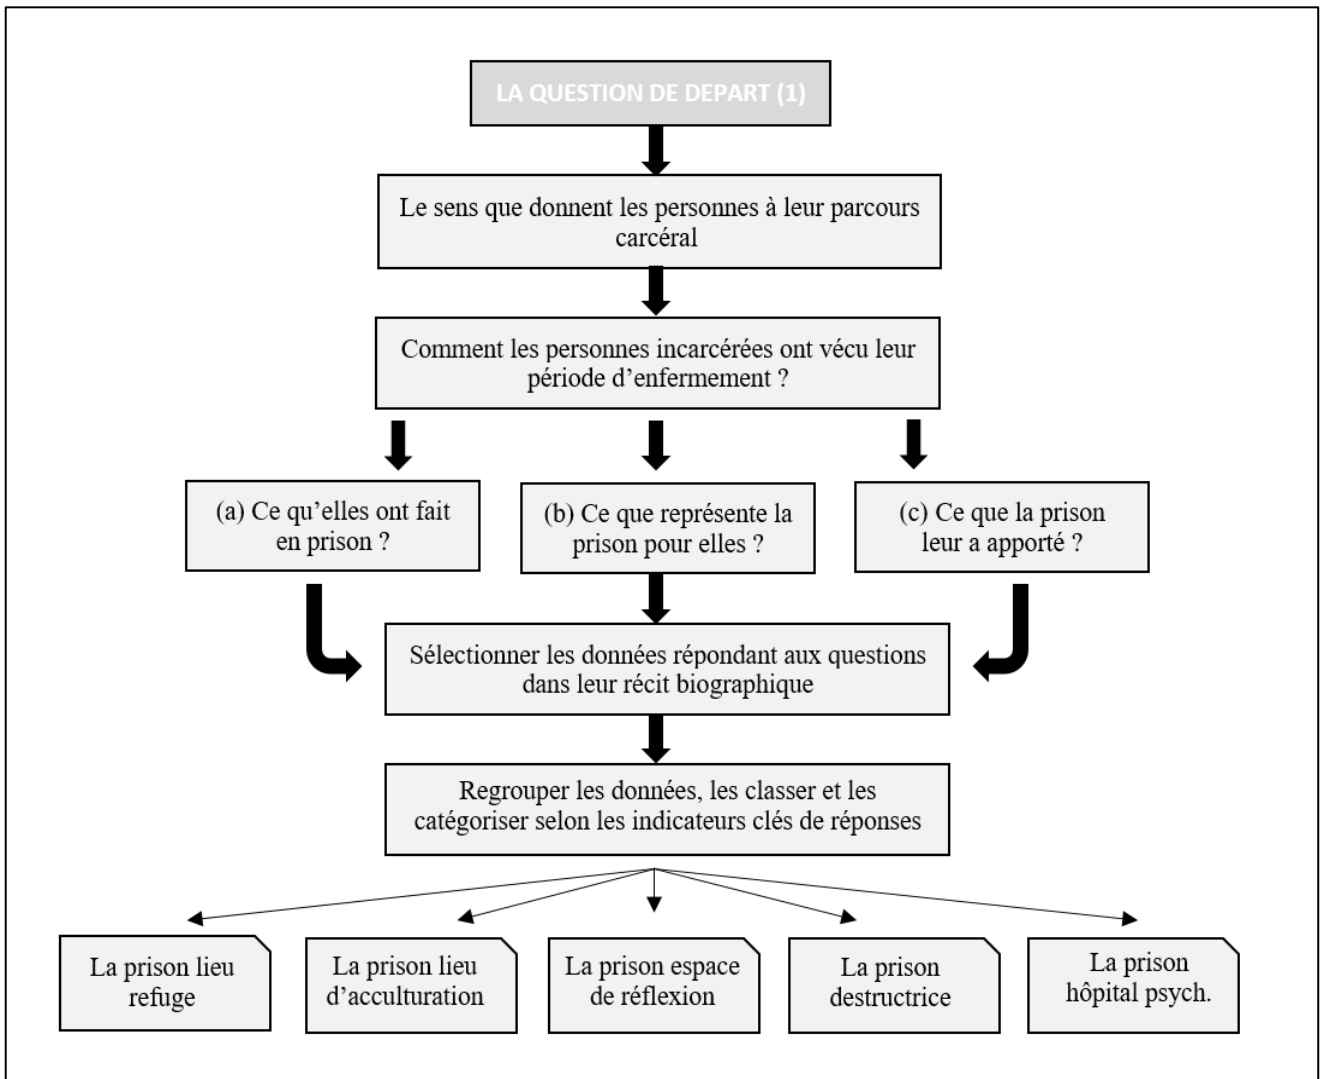 LA QUESTION DE DEPART (1)
Le sens que donnent les personnes à leur parcours
carcéral
Comment les personnes incarcérées ont vécu leur
période d’enfermement ?
(a) Ce qu’elles ont fait
en prison ?
(b) Ce que représente la
prison pour elles ?
(c) Ce que la prison
leur a apporté ?
Sélectionner les données répondant aux questions
dans leur récit biographique
Regrouper les données, les classer et les
catégoriser selon les indicateurs clés de réponses
La prison lieu
refuge
La prison lieu
d’acculturation
La prison espace
de réflexion
La prison
destructrice
La prison
hôpital psych.